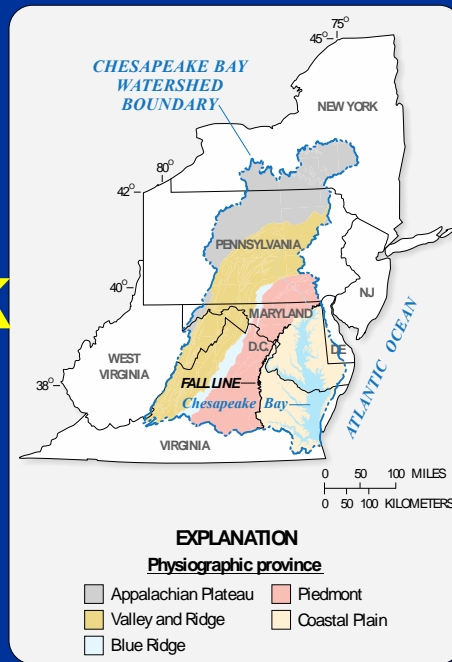 75°
45°
CHESAPEAKE BAY
WATERSHED
BOUNDARY
NEW YORK
80°
42°
PENNSYLVANIA
40°
NJ
MARYLAND
D.C.
DE
WEST
VIRGINIA
FALL LINE
38°
Chesapeake Bay
ATLANTIC OCEAN
VIRGINIA
0 50 100 MILES
0 50 100 KILOMETERS
EXPLANATION
Physiographic province
Appalachian Plateau
Piedmont
Valley and Ridge
Coastal Plain
Blue Ridge